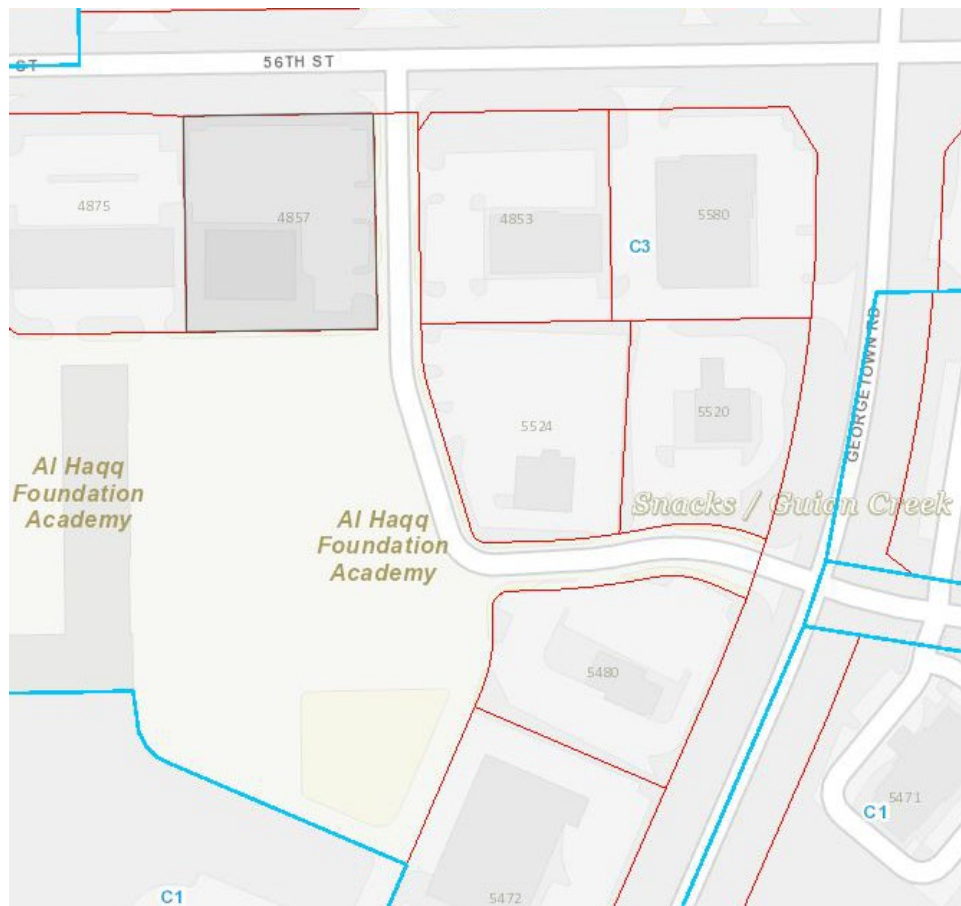 ST
56TH ST
4875
4857
4853
5580
C3
GEORGETOWN RD
5524
5520
Al Haqq
Foundation
Academy
Al Haqq
Foundation
Academy
Snacks / Guion Creek
5480
5471
C1
5472
C1